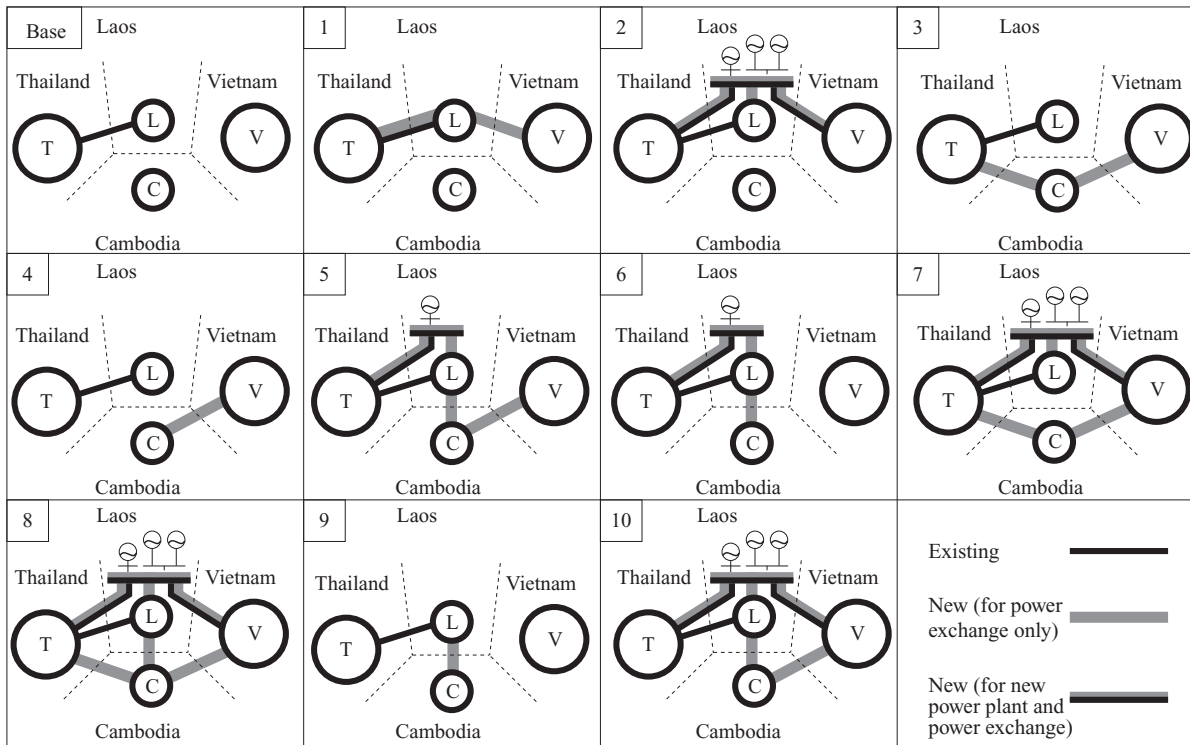 Base
Laos
Thailand
Vietnam
L
T
V
C
Cambodia
1
Laos
Thailand
Vietnam
L
T
V
C
Cambodia
2
Laos
Thailand
Vietnam
L
T
V
C
Cambodia
3
Laos
Thailand
Vietnam
L
T
V
C
Cambodia
4
Laos
Thailand
Vietnam
L
T
V
C
Cambodia
5
Laos
Thailand
Vietnam
L
T
V
C
Cambodia
6
Laos
Thailand
Vietnam
L
T
V
C
Cambodia
7
Laos
Thailand
Vietnam
L
T
V
C
Cambodia
8
Laos
Thailand
Vietnam
L
T
V
C
Cambodia
9
Laos
Thailand
Vietnam
L
T
V
C
Cambodia
10
Laos
Thailand
Vietnam
L
T
V
C
Cambodia
Existing
New (for power
exchange only)
New (for new
power plant and
power exchange)